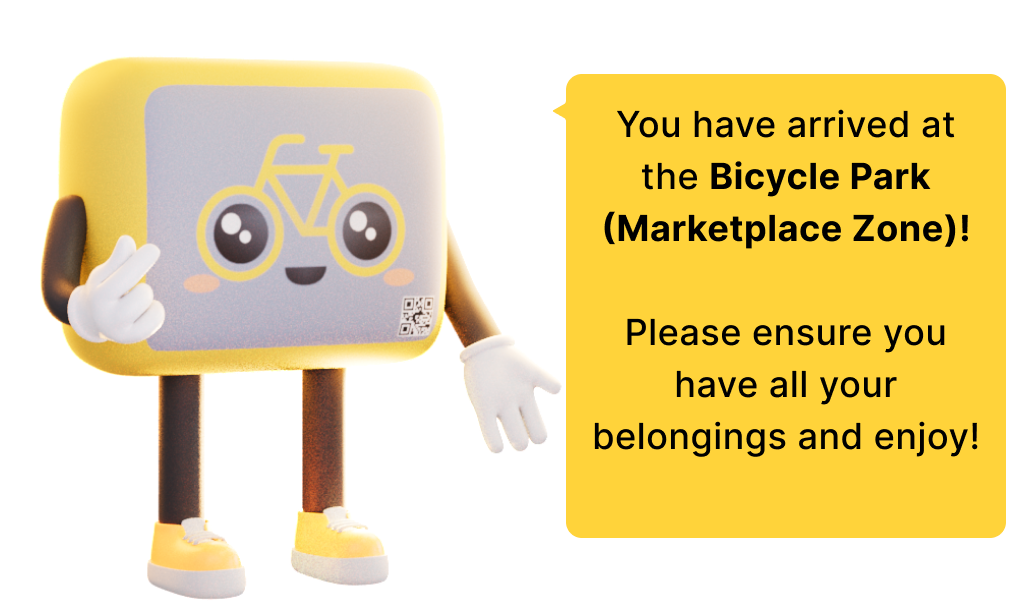 You have arrived at
the Bicycle Park
(Marketplace Zone)!
Please ensure you
have all your
belongings and enjoy!